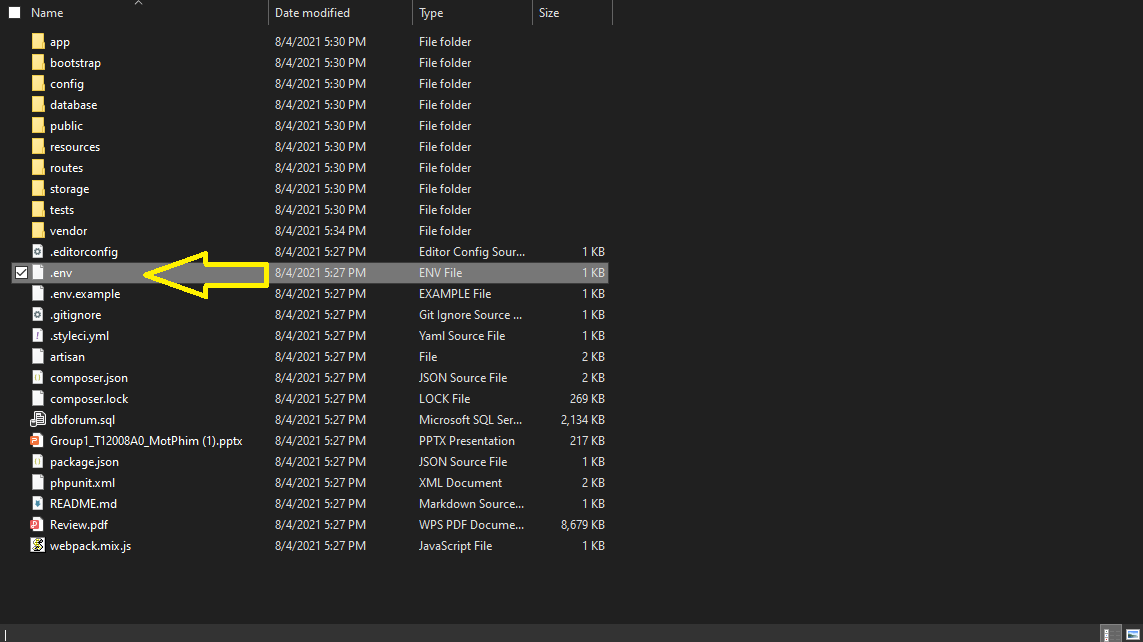 Name Date modified Type Size
app 8/4/2021 5:30 PM File folder
bootstrap 8/4/2021 5:30 PM File folder
config 8/4/2021 5:30 PM File folder
database 8/4/2021 5:30 PM File folder
public 8/4/2021 5:30 PM File folder
resources 8/4/2021 5:30 PM File folder
routes 8/4/2021 5:30 PM File folder
storage 8/4/2021 5:30 PM File folder
tests 8/4/2021 5:30 PM File folder
vendor 8/4/2021 5:34 PM File folder
.editorconfig 8/4/2021 5:27 PM Editor Config Sour... 1 KB
.env 8/4/2021 5:27 PM ENV File 1 KB
.env.example 8/4/2021 5:27 PM EXAMPLE File 1 KB
.gitignore 8/4/2021 5:27 PM Git Ignore Source ... 1 KB
.styleci.yml 8/4/2021 5:27 PM Yaml Source File 1 KB
artisan 8/4/2021 5:27 PM File 2 KB
composer.json 8/4/2021 5:27 PM JSON Source File 2 KB
composer.lock 8/4/2021 5:27 PM LOCK File 269 KB
dbforum.sql 8/4/2021 5:27 PM Microsoft SQL Ser... 2,134 KB
Group1_T12008A0_MotPhim (1).pptx 8/4/2021 5:27 PM PPTX Presentation 217 KB
package.json 8/4/2021 5:27 PM JSON Source File 1 KB
phpunit.xml 8/4/2021 5:27 PM XML Document 2 KB
README.md 8/4/2021 5:27 PM Markdown Source... 1 KB
Review.pdf 8/4/2021 5:27 PM WPS PDF Docume... 8,679 KB
webpack.mix.js 8/4/2021 5:27 PM JavaScript File 1 KB